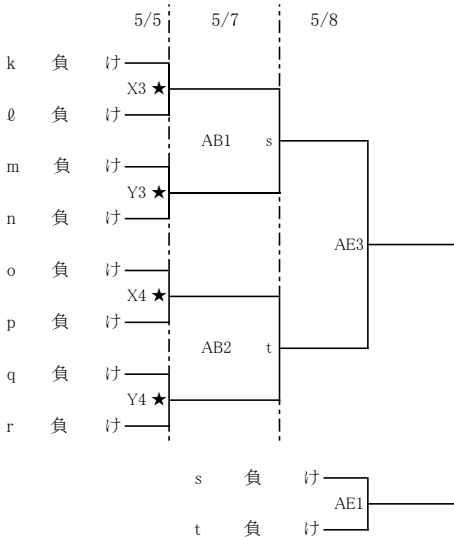 5/5 5/7 5/8
k 負 け
X3 ★
ℓ 負 け
AB1 s
m 負 け
Y3 ★
n 負 け
AE3
o 負 け
X4 ★
p 負 け
AB2 t
q 負 け
Y4 ★
r 負 け
s 負 け
AE1
t 負 け